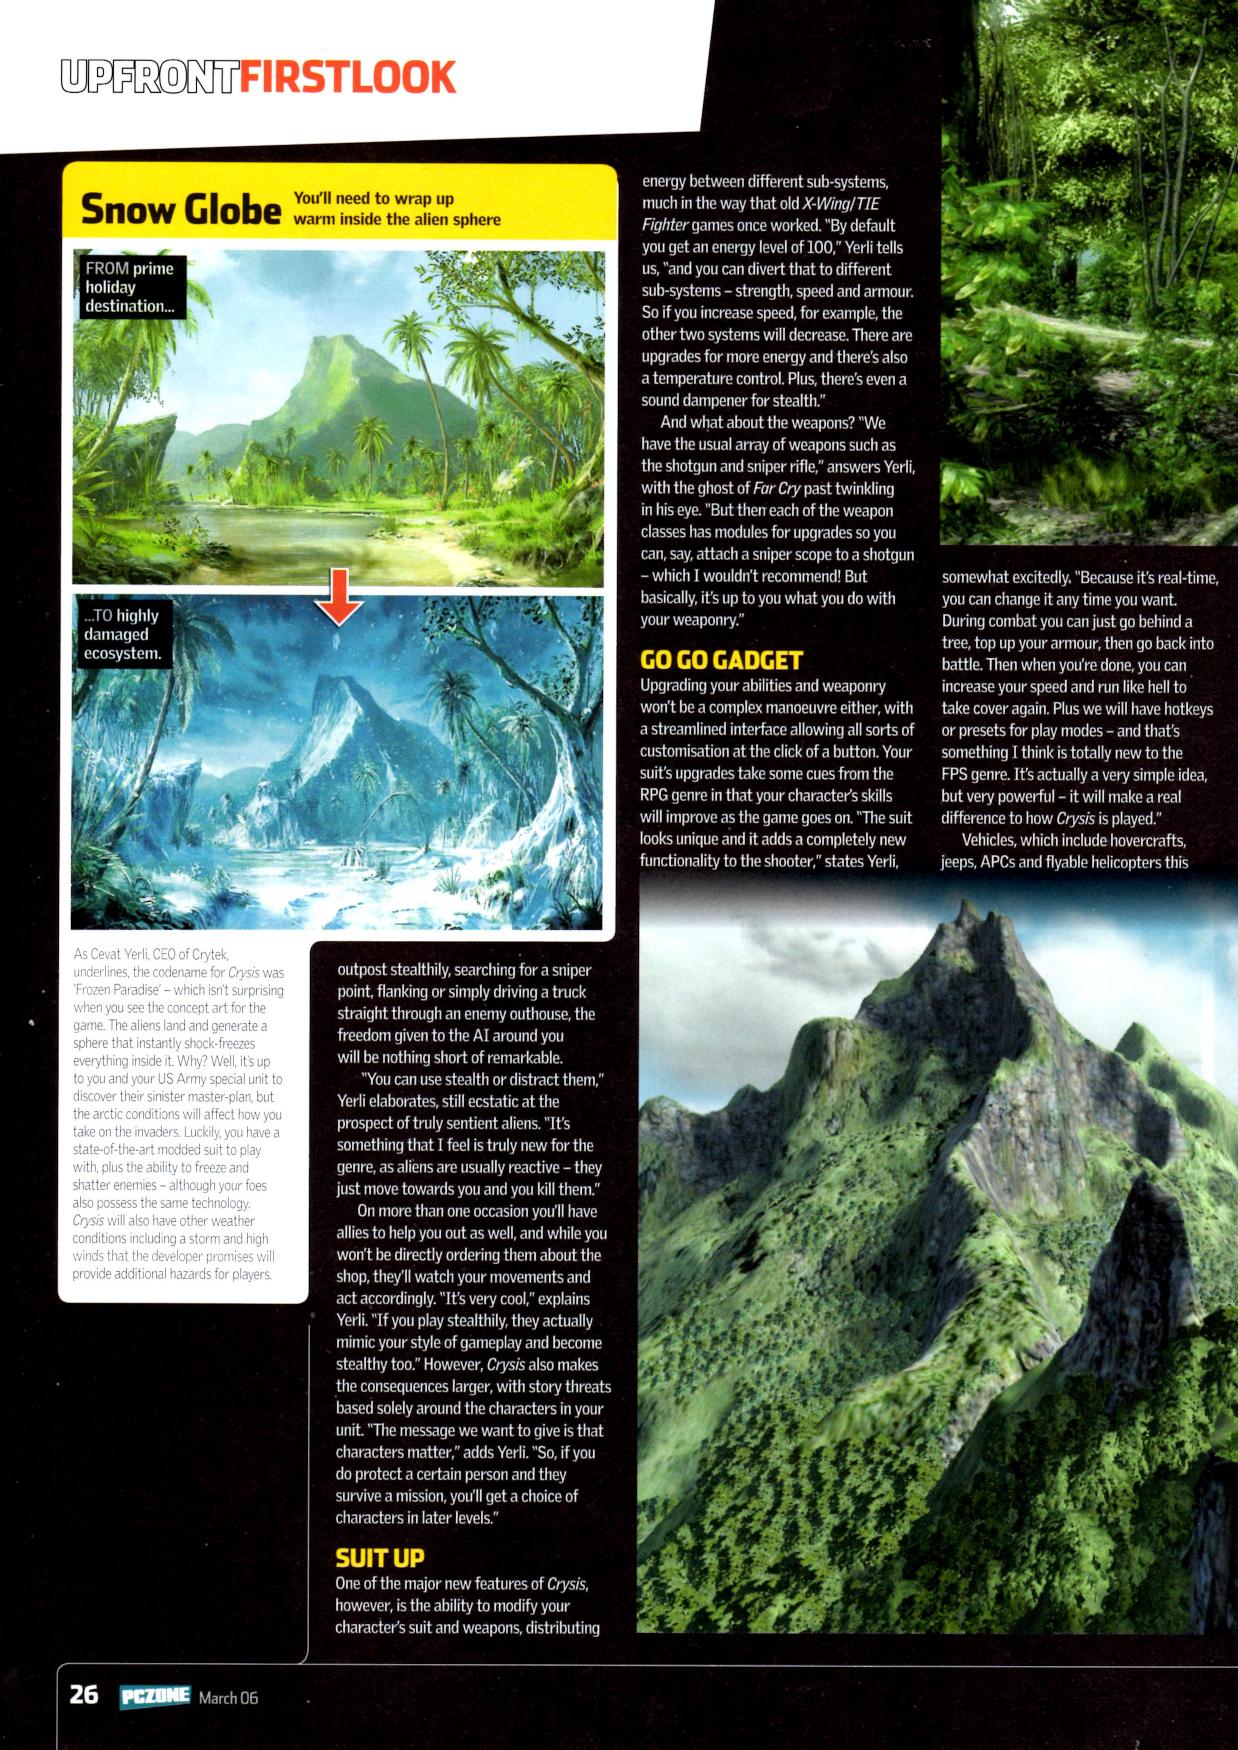 UPFRONTFIRSTLOOK
Snow Globe
You'll need to wrap up
warm inside the alien sphere
FROM prime
holiday
destination...
...TO highly
damaged
ecosystem.
As Cevat Yerli, CEO of Crytek,
underlines, the codename for Crysis was
'Frozen Paradise' – which isn't surprising
when you see the concept art for the
game. The aliens land and generate a
sphere that instantly shock-freezes
everything inside it. Why? Well, it's up
to you and your US Army special unit to
discover their sinister master-plan, but
the arctic conditions will affect how you
take on the invaders. Luckily, you have a
state-of-the-art modded suit to play
with, plus the ability to freeze and
shatter enemies – although your foes
also possess the same technology.
Crysis will also have other weather
conditions including a storm and high
winds that the developer promises will
provide additional hazards for players.
outpost stealthily, searching for a sniper
point, flanking or simply driving a truck
straight through an enemy outhouse, the
freedom given to the AI around you
will be nothing short of remarkable.
"You can use stealth or distract them,"
Yerli elaborates, still ecstatic at the
prospect of truly sentient aliens. "It's
something that I feel is truly new for the
genre, as aliens are usually reactive – they
just move towards you and you kill them."
On more than one occasion you'll have
allies to help you out as well, and while you
won't be directly ordering them about the
shop, they'll watch your movements and
act accordingly. "It's very cool," explains
Yerli. "If you play stealthily, they actually
mimic your style of gameplay and become
stealthy too." However, Crysis also makes
the consequences larger, with story threats
based solely around the characters in your
unit. "The message we want to give is that
characters matter," adds Yerli. "So, if you
do protect a certain person and they
survive a mission, you'll get a choice of
characters in later levels."
SUIT UP
One of the major new features of Crysis,
however, is the ability to modify your
character's suit and weapons, distributing
energy between different sub-systems,
much in the way that old X-Wing/TIE
Fighter games once worked. "By default
you get an energy level of 100," Yerli tells
us, "and you can divert that to different
sub-systems – strength, speed and armour.
So if you increase speed, for example, the
other two systems will decrease. There are
upgrades for more energy and there's also
a temperature control. Plus, there's even a
sound dampener for stealth."
And what about the weapons? "We
have the usual array of weapons such as
the shotgun and sniper rifle," answers Yerli,
with the ghost of Far Cry past twinkling
in his eye. "But then each of the weapon
classes has modules for upgrades so you
can, say, attach a sniper scope to a shotgun
– which I wouldn't recommend! But
basically, it's up to you what you do with
your weaponry."
GO GO GADGET
Upgrading your abilities and weaponry
won't be a complex manoeuvre either, with
a streamlined interface allowing all sorts of
customisation at the click of a button. Your
suit's upgrades take some cues from the
RPG genre in that your character's skills
will improve as the game goes on. "The suit
looks unique and it adds a completely new
functionality to the shooter," states Yerli,
somewhat excitedly. "Because it's real-time,
you can change it any time you want.
During combat you can just go behind a
tree, top up your armour, then go back into
battle. Then when you're done, you can
increase your speed and run like hell to
take cover again. Plus we will have hotkeys
or presets for play modes – and that's
something I think is totally new to the
FPS genre. It's actually a very simple idea,
but very powerful – it will make a real
difference to how Crysis is played."
Vehicles, which include hovercrafts,
jeeps, APCs and flyable helicopters this
26 PCZONE March 06